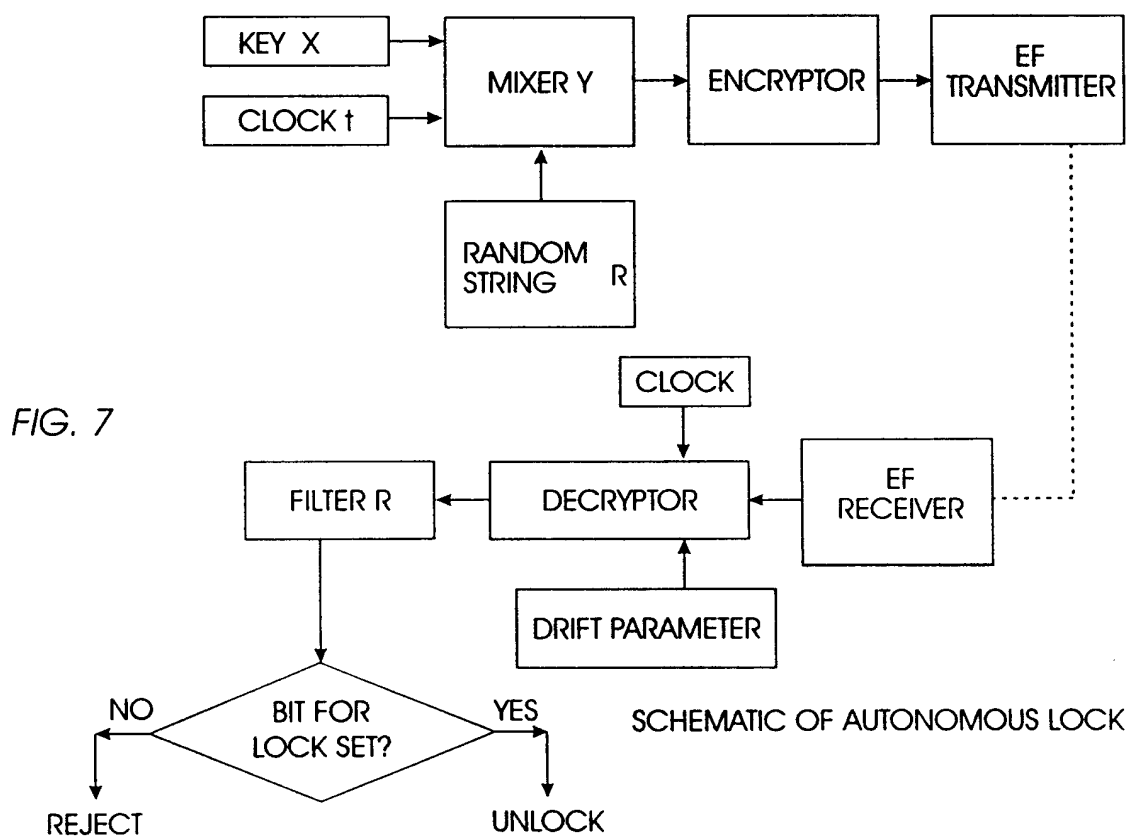 KEY X
CLOCK t
MIXER Y
ENCRYPTOR
EF
TRANSMITTER
RANDOM
STRING R
CLOCK
FIG. 7
FILTER R
DECRYPTOR
EF
RECEIVER
DRIFT PARAMETER
NO
BIT FOR
LOCK SET?
YES
SCHEMATIC OF AUTONOMOUS LOCK
REJECT
UNLOCK